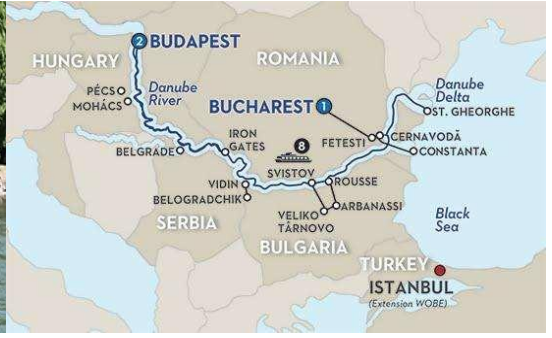 2 BUDAPEST
HUNGARY
ROMANIA
PÉCS
MOHÁCS
Danube
River
Danube
Delta
BUCHAREST 1
ST. GHEORGHE
IRON
GATES
8
FETESTI
CERNAVODĂ
BELGRADE
CONSTANTA
SVISTOV
VIDIN
ROUSSE
BELOGRADCHIK
ARBANASSI
VELIKO
TÁRNOVO
SERBIA
Black
Sea
BULGARIA
TURKEY
ISTANBUL
(Extension WOBE)